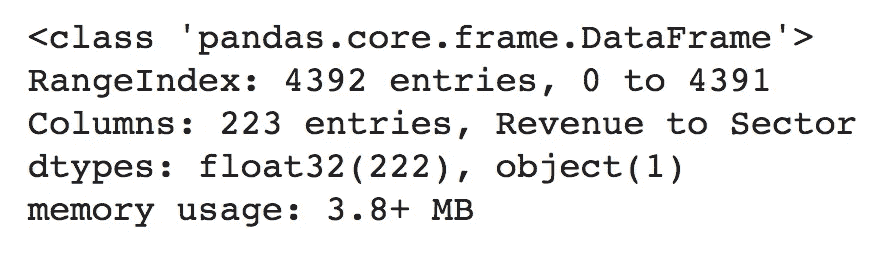 <class 'pandas.core.frame.DataFrame'>
RangeIndex: 4392 entries, 0 to 4391
Columns: 223 entries, Revenue to Sector
dtypes: float32(222), object(1)
memory usage: 3.8+ MB